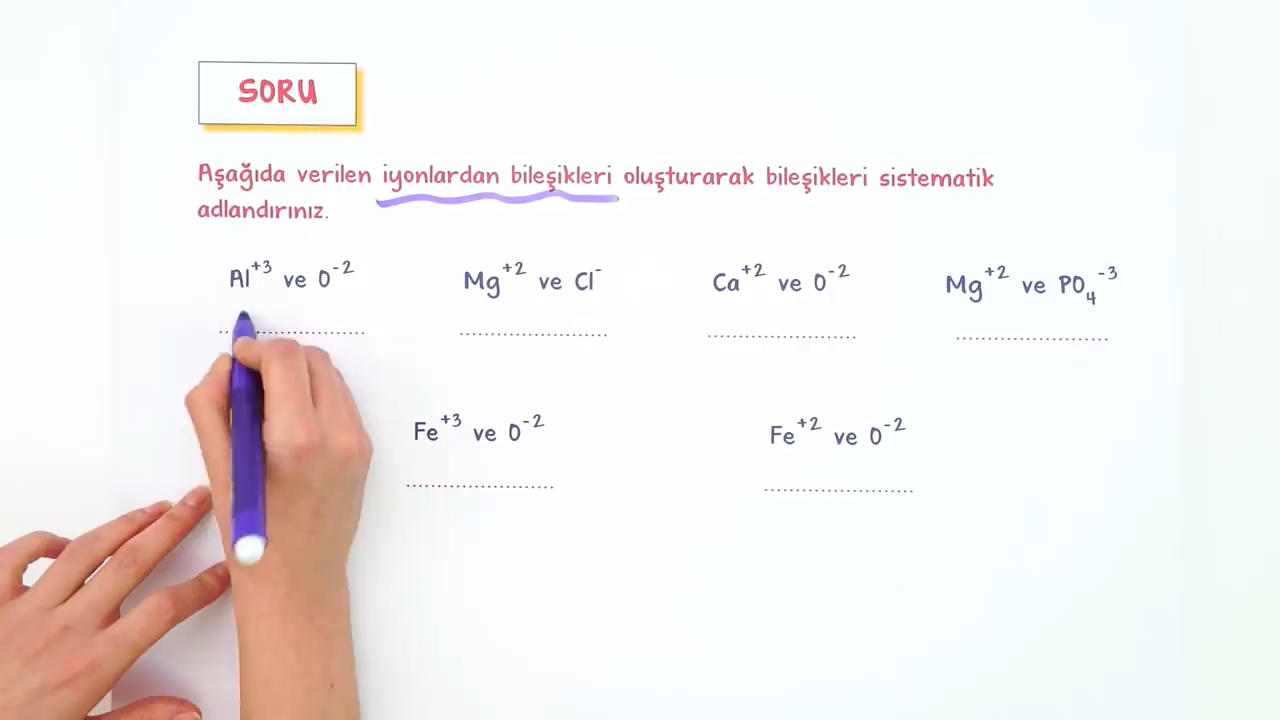 SORU
Aşağıda verilen iyonlardan bileşikleri oluşturarak bileşikleri sistematik
adlandırınız.
Al⁺³ ve O⁻²
Mg⁺² ve Cl⁻
Ca⁺² ve O⁻²
Mg⁺² ve PO₄⁻³
Fe⁺³ ve O⁻²
Fe⁺² ve O⁻²